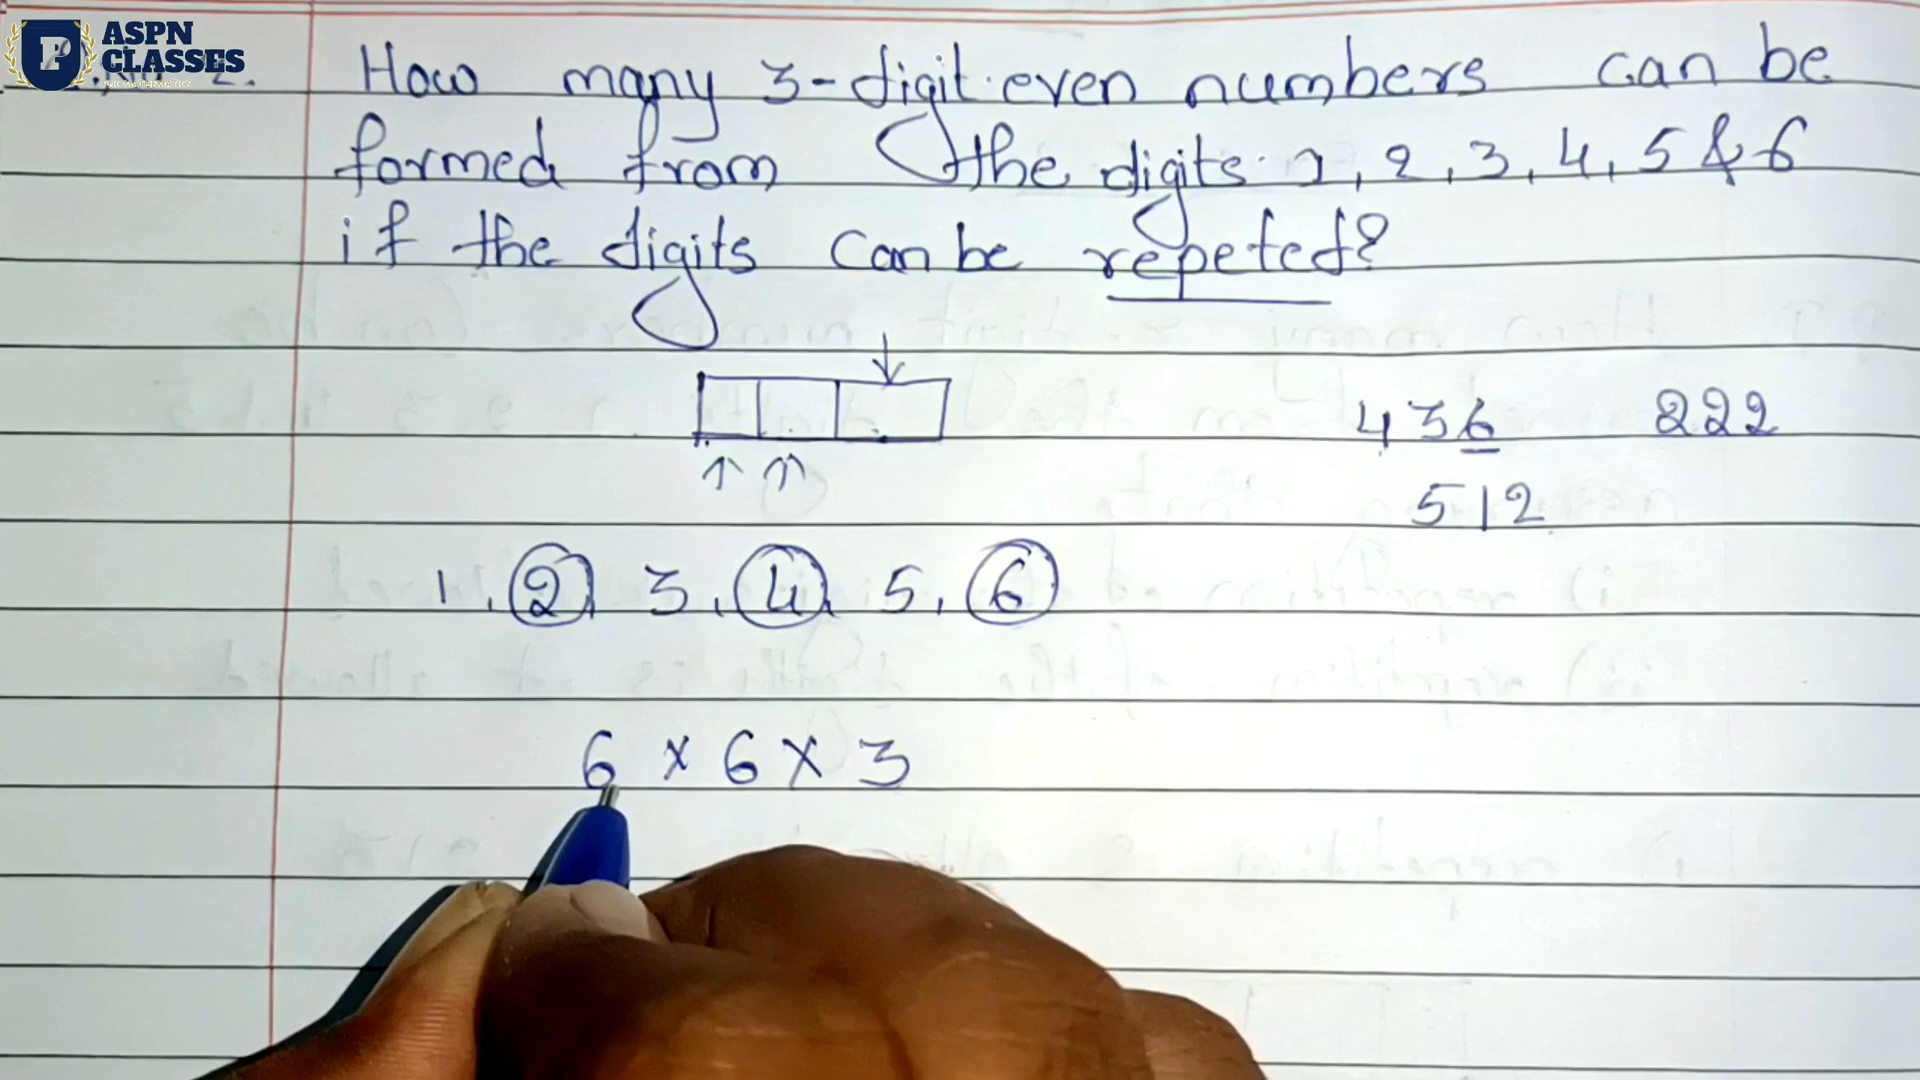 ASPN
CLASSES
2. How many 3-digit even numbers can be
formed from the digits 1, 2, 3, 4, 5 & 6
if the digits can be repeted?
436 222
512
1, 2, 3, 4, 5, 6
6 × 6 × 3